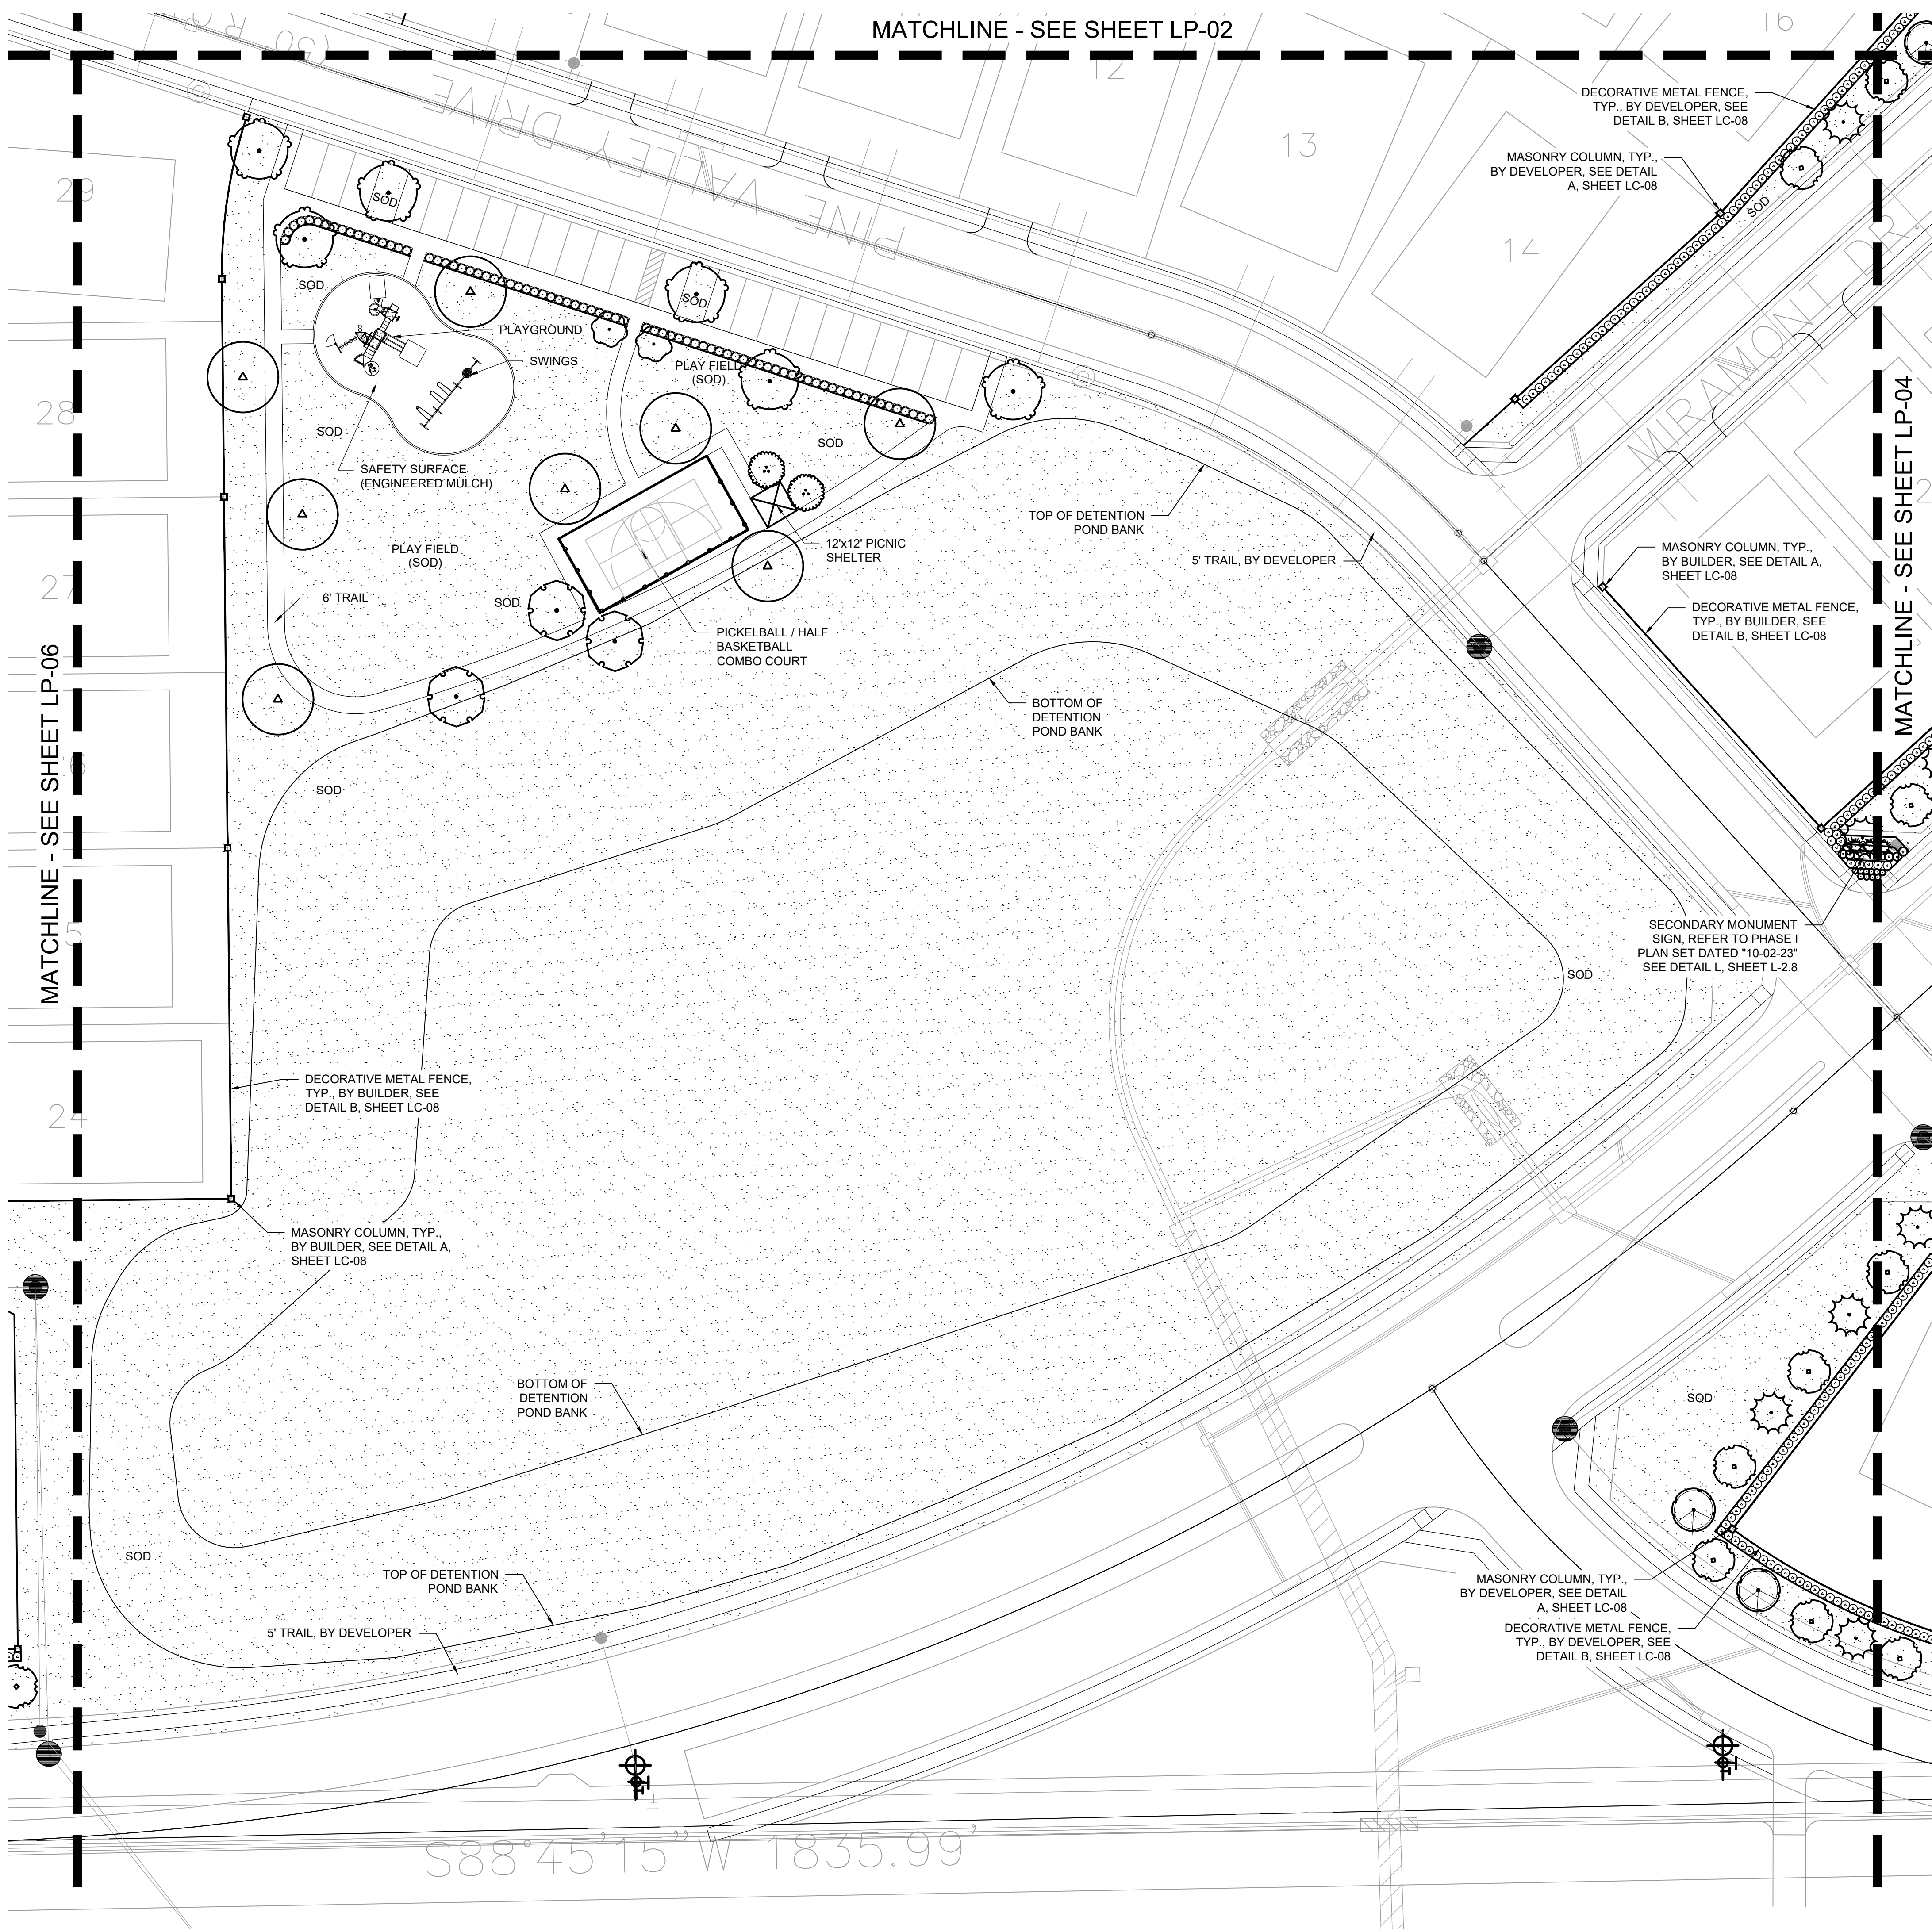 MATCHLINE - SEE SHEET LP-02
16
12
13
14
PINE VALLEY DRIVE
(50' RO
DECORATIVE METAL FENCE,
TYP., BY DEVELOPER, SEE
DETAIL B, SHEET LC-08
MASONRY COLUMN, TYP.,
BY DEVELOPER, SEE DETAIL
A, SHEET LC-08
SOD
MIRAMONT DR.
MATCHLINE - SEE SHEET LP-04
29
28
27
24
SOD
SOD
SOD
PLAYGROUND
SWINGS
PLAY FIELD
(SOD)
SOD
SOD
SAFETY SURFACE
(ENGINEERED MULCH)
PLAY FIELD
(SOD)
12'x12' PICNIC
SHELTER
6' TRAIL
SOD
PICKELBALL / HALF
BASKETBALL
COMBO COURT
TOP OF DETENTION
POND BANK
5' TRAIL, BY DEVELOPER
MASONRY COLUMN, TYP.,
BY BUILDER, SEE DETAIL A,
SHEET LC-08
DECORATIVE METAL FENCE,
TYP., BY BUILDER, SEE
DETAIL B, SHEET LC-08
MATCHLINE - SEE SHEET LP-06
BOTTOM OF
DETENTION
POND BANK
SOD
SECONDARY MONUMENT
SIGN, REFER TO PHASE I
PLAN SET DATED "10-02-23"
SEE DETAIL L, SHEET L-2.8
SOD
DECORATIVE METAL FENCE,
TYP., BY BUILDER, SEE
DETAIL B, SHEET LC-08
MASONRY COLUMN, TYP.,
BY BUILDER, SEE DETAIL A,
SHEET LC-08
BOTTOM OF
DETENTION
POND BANK
SOD
SOD
TOP OF DETENTION
POND BANK
5' TRAIL, BY DEVELOPER
MASONRY COLUMN, TYP.,
BY DEVELOPER, SEE DETAIL
A, SHEET LC-08
DECORATIVE METAL FENCE,
TYP., BY DEVELOPER, SEE
DETAIL B, SHEET LC-08
S88°45'15"W 1835.99'